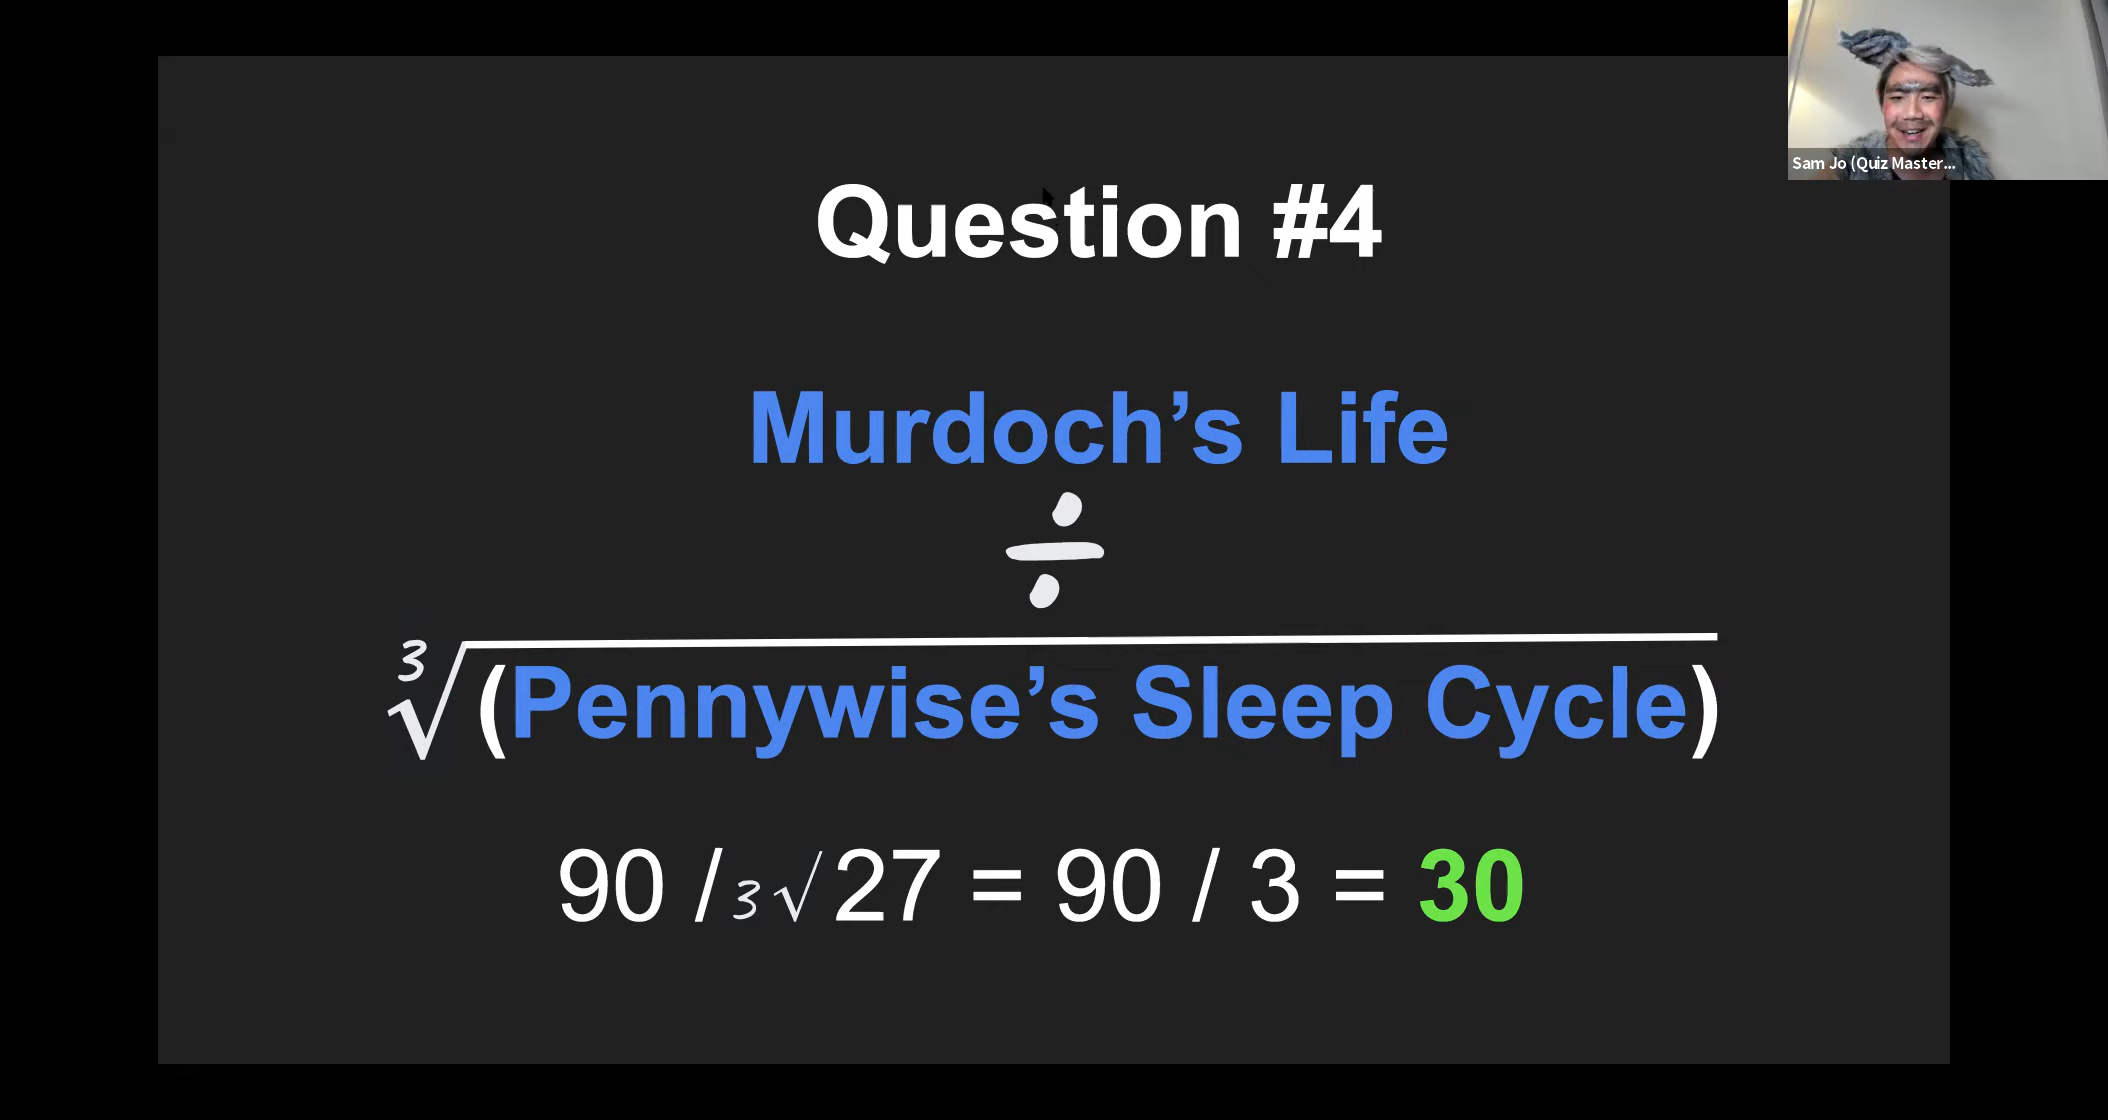 Sam Jo (Quiz Master...
Question #4
Murdoch’s Life
÷
3√(Pennywise’s Sleep Cycle)
90 / 3√ 27 = 90 / 3 = 30